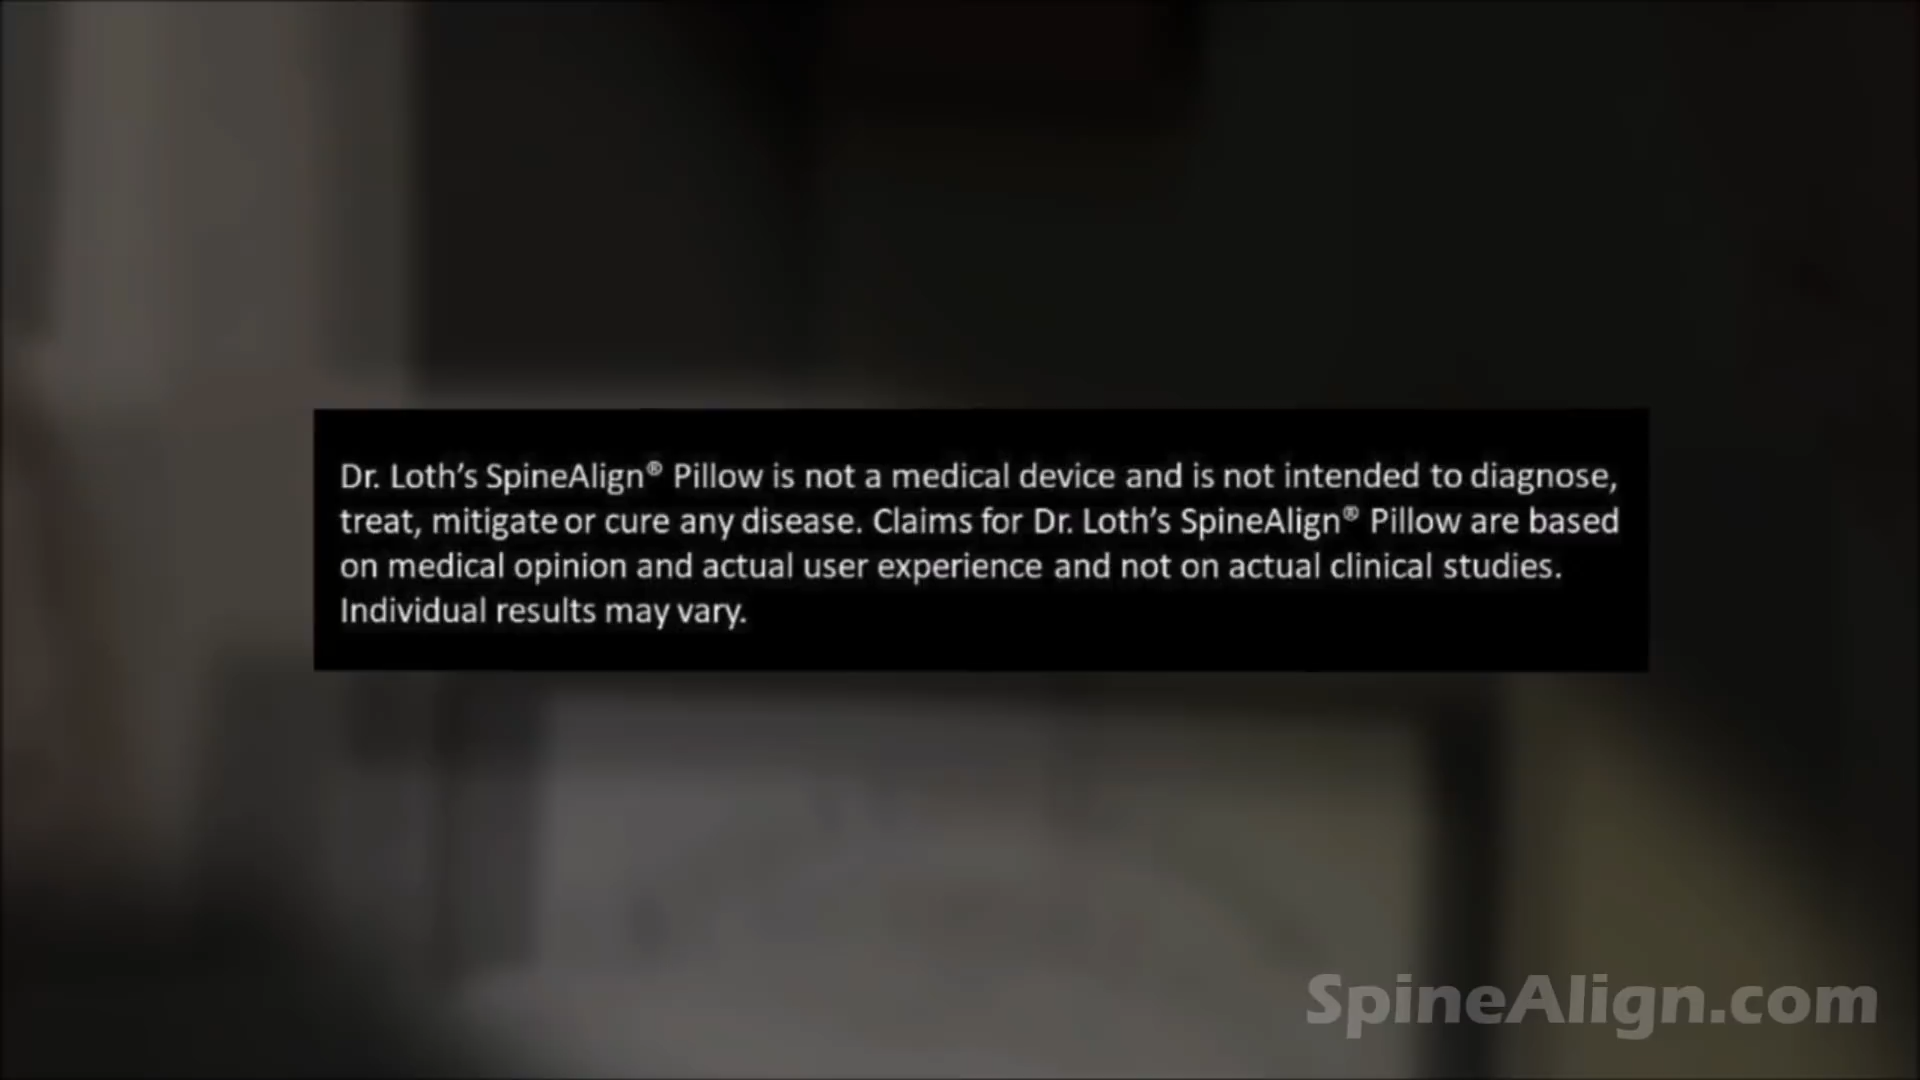 Dr. Loth’s SpineAlign® Pillow is not a medical device and is not intended to diagnose,
treat, mitigate or cure any disease. Claims for Dr. Loth’s SpineAlign® Pillow are based
on medical opinion and actual user experience and not on actual clinical studies.
Individual results may vary.
SpineAlign.com